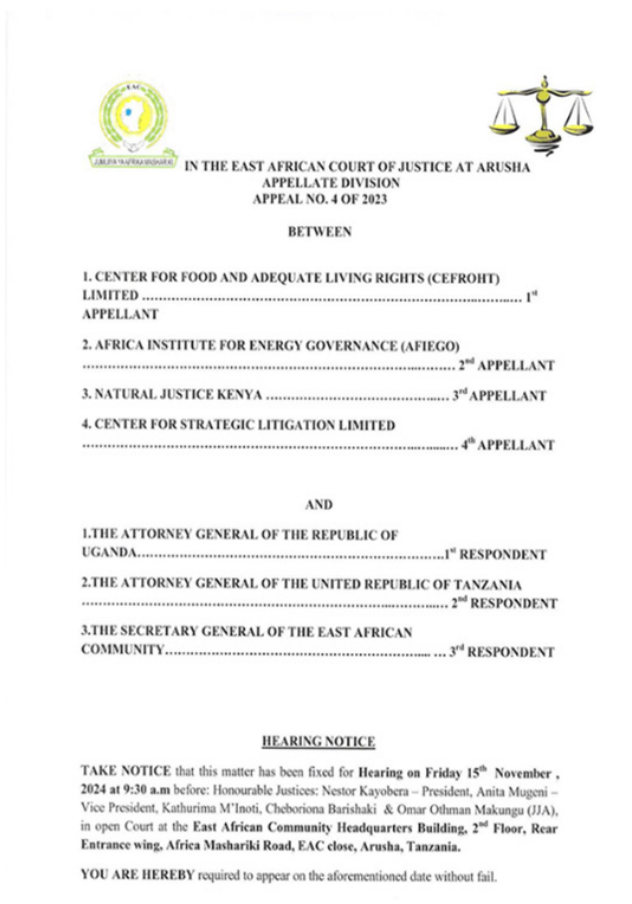 EAC
JUMUIYA YA AFRIKA MASHARIKI
IN THE EAST AFRICAN COURT OF JUSTICE AT ARUSHA
APPELLATE DIVISION
APPEAL NO. 4 OF 2023
BETWEEN
1. CENTER FOR FOOD AND ADEQUATE LIVING RIGHTS (CEFROHT)
LIMITED ........................................................................................ 1st
APPELLANT
2. AFRICA INSTITUTE FOR ENERGY GOVERNANCE (AFIEGO)
....................................................................................... 2nd APPELLANT
3. NATURAL JUSTICE KENYA ........................................... 3rd APPELLANT
4. CENTER FOR STRATEGIC LITIGATION LIMITED
....................................................................................... 4th APPELLANT
AND
1.THE ATTORNEY GENERAL OF THE REPUBLIC OF
UGANDA.......................................................................1st RESPONDENT
2.THE ATTORNEY GENERAL OF THE UNITED REPUBLIC OF TANZANIA
..................................................................................... 2nd RESPONDENT
3.THE SECRETARY GENERAL OF THE EAST AFRICAN
COMMUNITY.............................................................. ... 3rd RESPONDENT
HEARING NOTICE
TAKE NOTICE that this matter has been fixed for Hearing on Friday 15th November ,
2024 at 9:30 a.m before: Honourable Justices: Nestor Kayobera – President, Anita Mugeni –
Vice President, Kathurima M'Inoti, Cheboriona Barishaki & Omar Othman Makungu (JJA),
in open Court at the East African Community Headquarters Building, 2nd Floor, Rear
Entrance wing, Africa Mashariki Road, EAC close, Arusha, Tanzania.
YOU ARE HEREBY required to appear on the aforementioned date without fail.